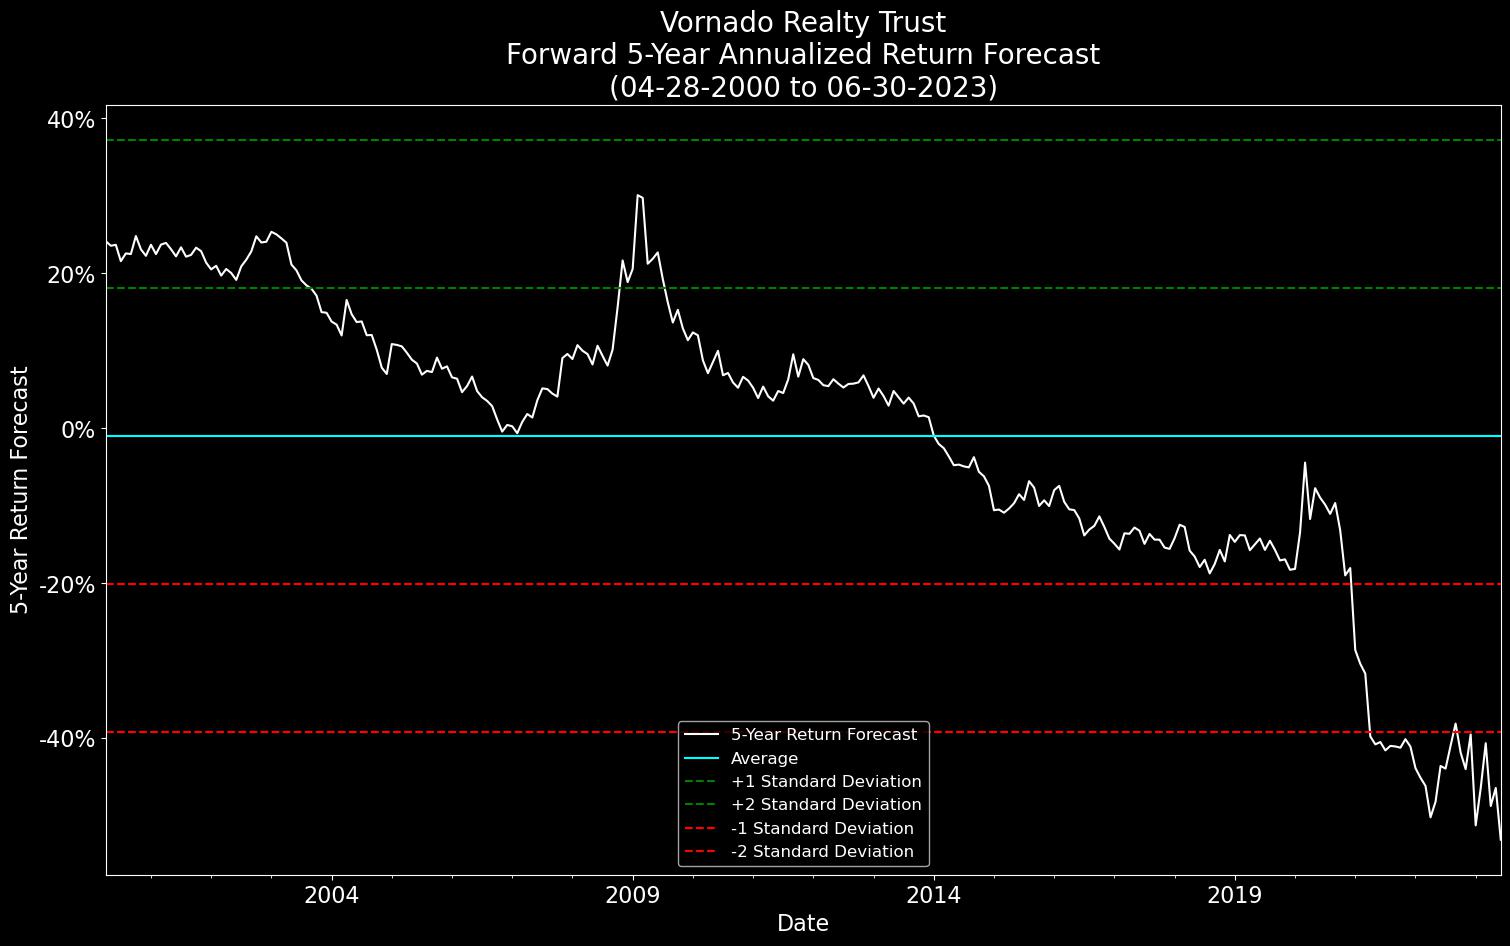 Vornado Realty Trust
Forward 5-Year Annualized Return Forecast
(04-28-2000 to 06-30-2023)
40%
20%
0%
-20%
-40%
5-Year Return Forecast
5-Year Return Forecast
Average
+1 Standard Deviation
+2 Standard Deviation
-1 Standard Deviation
-2 Standard Deviation
2004
2009
2014
2019
Date